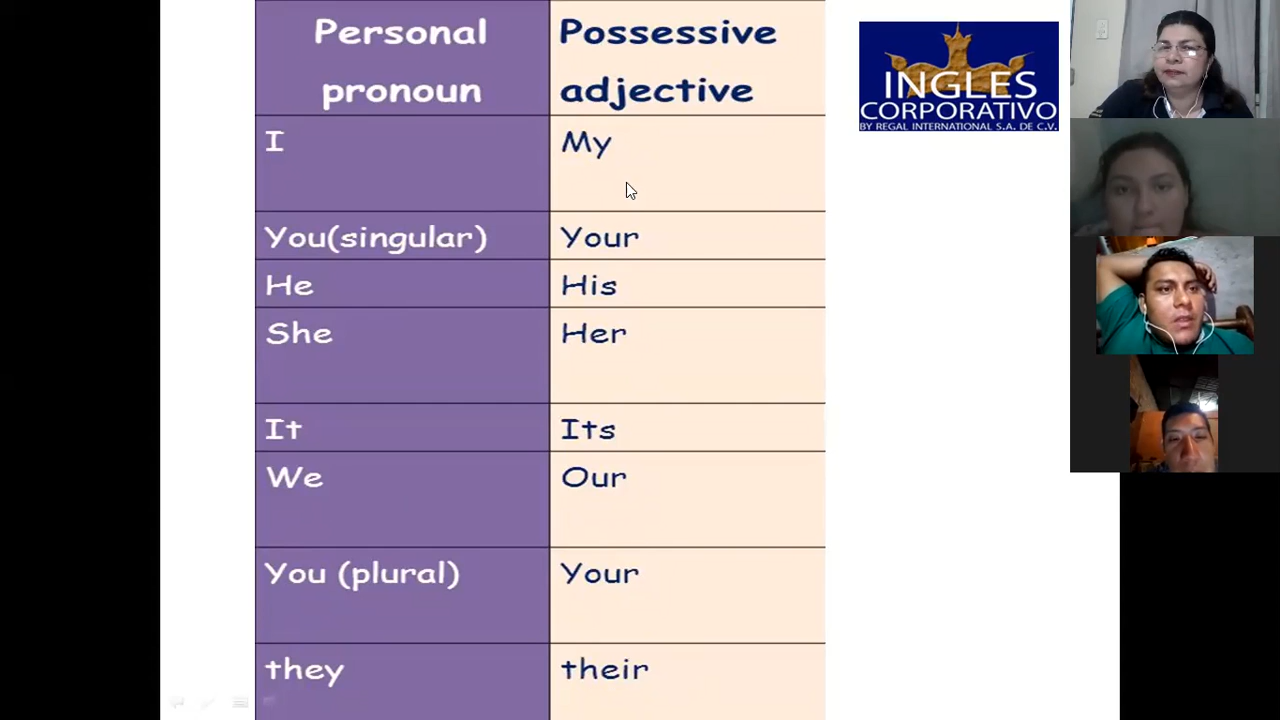 Personal pronoun
Possessive adjective
I
My
You(singular)
Your
He
His
She
Her
It
Its
We
Our
You (plural)
Your
they
their
INGLES
CORPORATIVO
BY REGAL INTERNATIONAL S.A. DE C.V.